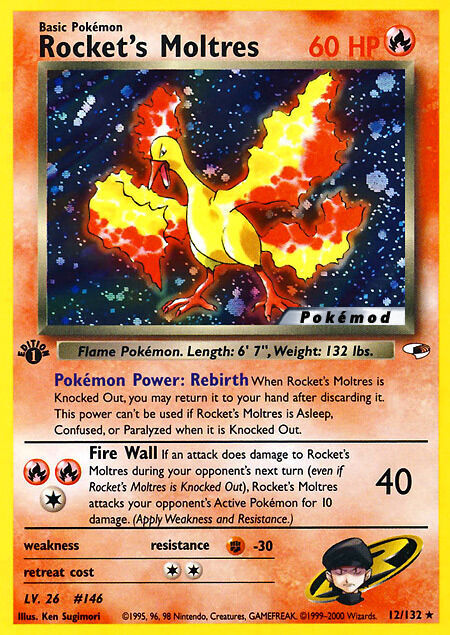 Basic Pokémon
Rocket's Moltres 60 HP
Pokémod
EDITION 1
Flame Pokémon. Length: 6' 7", Weight: 132 lbs.
Pokémon Power: Rebirth When Rocket's Moltres is
Knocked Out, you may return it to your hand after discarding it.
This power can't be used if Rocket's Moltres is Asleep,
Confused, or Paralyzed when it is Knocked Out.
Fire Wall If an attack does damage to Rocket's
Moltres during your opponent's next turn (even if
Rocket's Moltres is Knocked Out), Rocket's Moltres
attacks your opponent's Active Pokémon for 10
damage. (Apply Weakness and Resistance.)
40
weakness resistance -30
retreat cost
LV. 26 #146
Illus. Ken Sugimori ©1995, 96, 98 Nintendo, Creatures, GAMEFREAK. ©1999-2000 Wizards. 12/132 ★